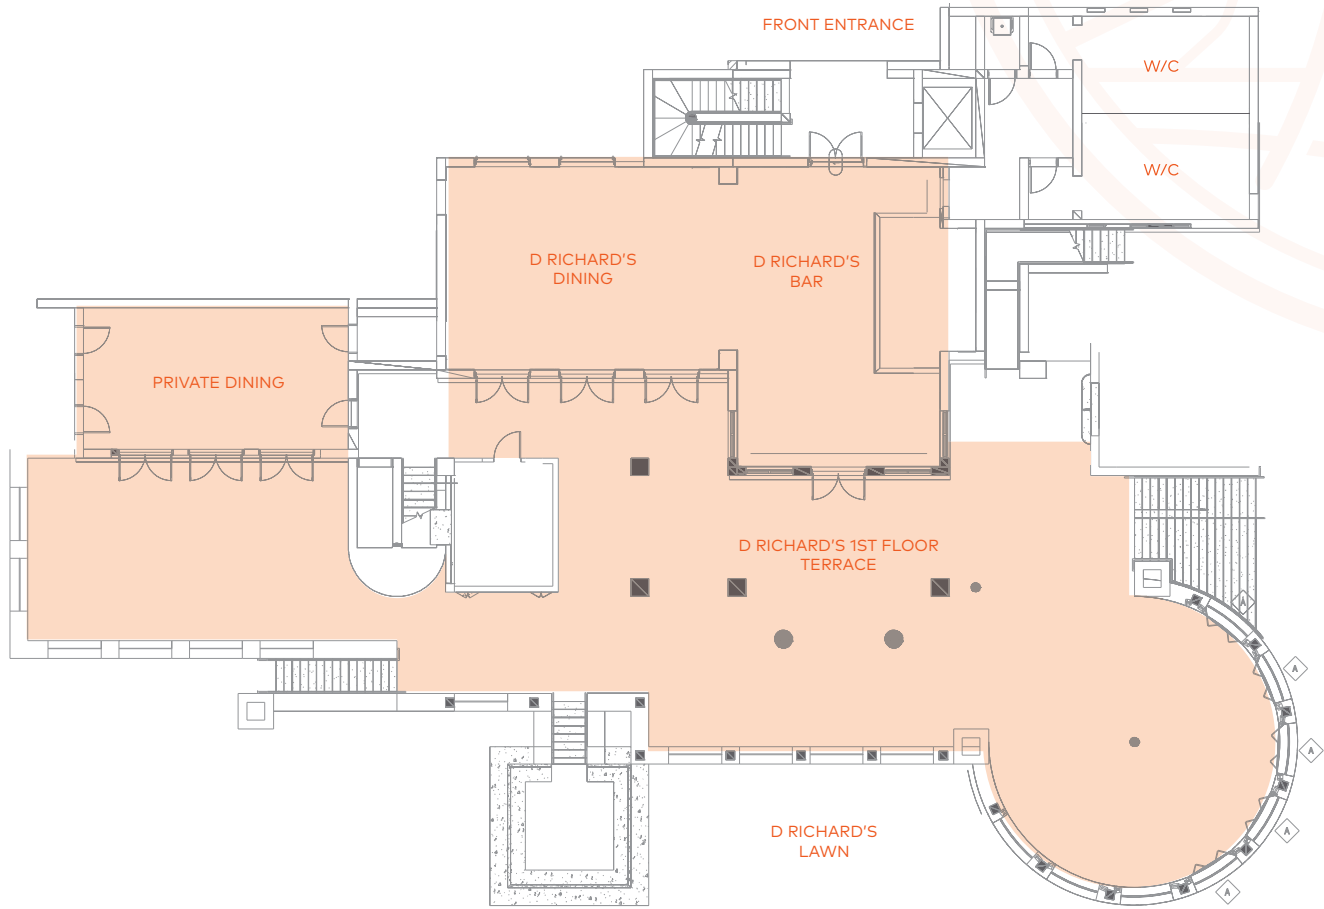 FRONT ENTRANCE
W/C
W/C
D RICHARD'S
DINING
D RICHARD'S
BAR
PRIVATE DINING
D RICHARD'S 1ST FLOOR
TERRACE
A
A
A
A
A
D RICHARD'S
LAWN